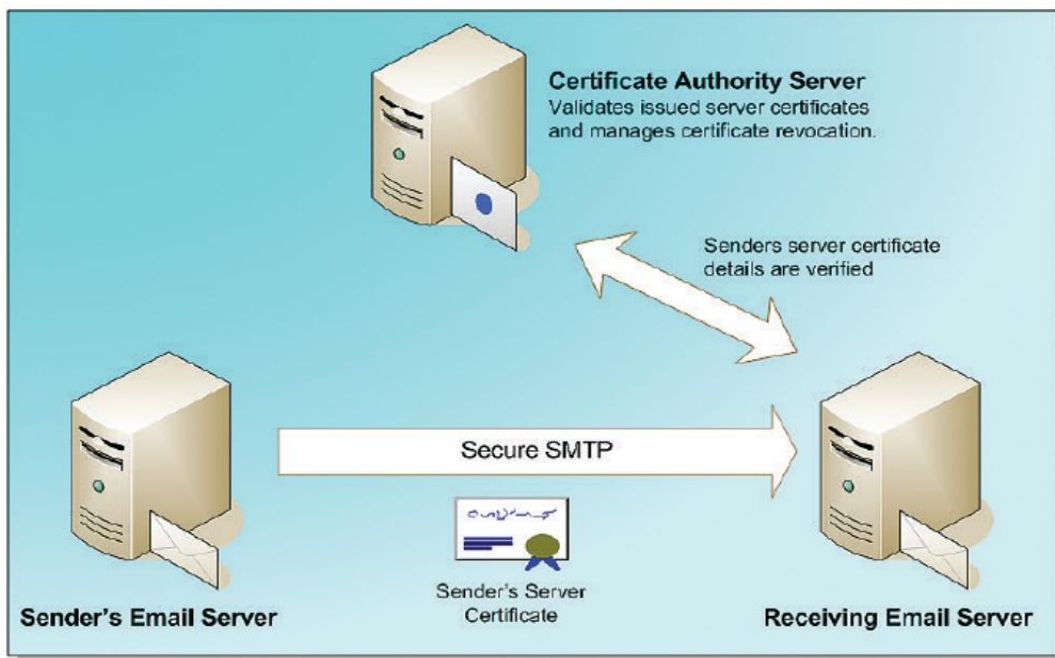 Certificate Authority Server
Validates issued server certificates
and manages certificate revocation.
Senders server certificate
details are verified
Secure SMTP
Sender's Server
Certificate
Sender's Email Server
Receiving Email Server